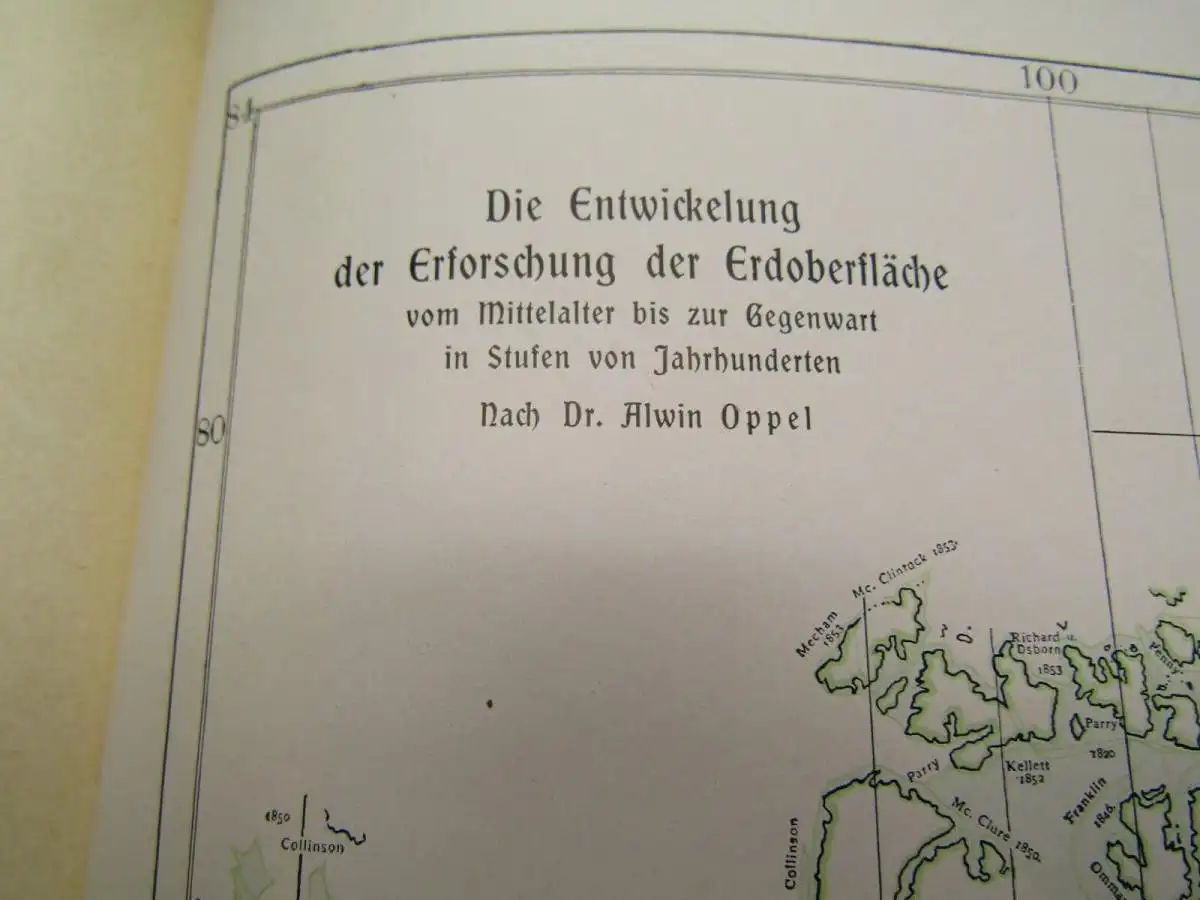 100
84
Die Entwickelung
der Erforschung der Erdoberfläche
vom Mittelalter bis zur Gegenwart
in Stufen von Jahrhunderten
Nach Dr. Alwin Oppel
80
Mc. Clintock 1853
Mecham
1853
Richard u.
Osborn
1853
Penny
Parry
1820
Parry
Kellett
1852
Franklin
1846.
Mc. Clure 1850.
1850
Collinson
Collinson